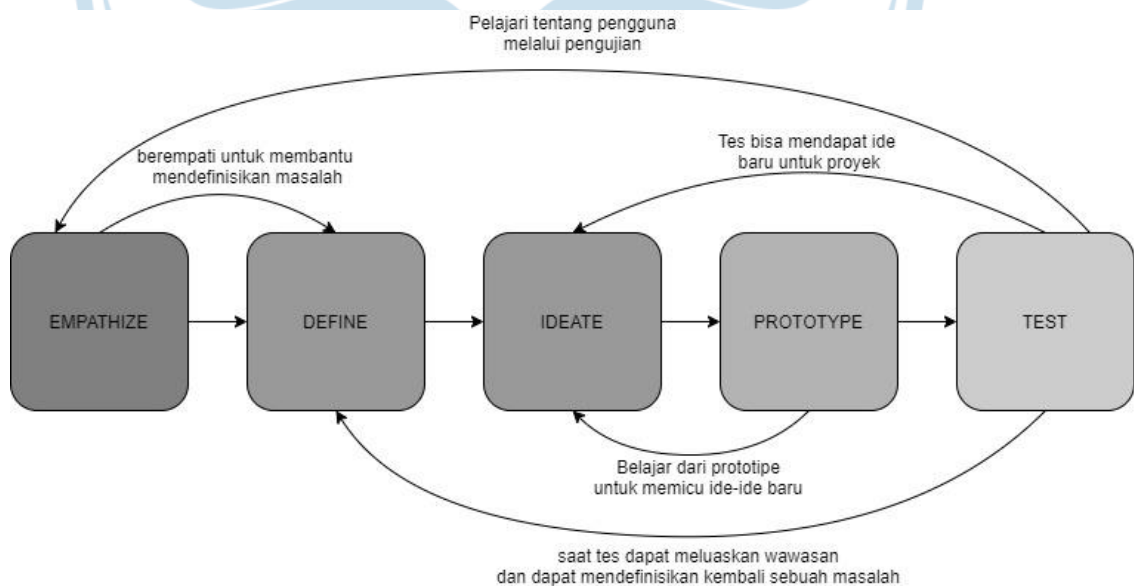 Pelajari tentang pengguna
melalui pengujian
berempati untuk membantu
mendefinisikan masalah
Tes bisa mendapat ide
baru untuk proyek
EMPATHIZE
DEFINE
IDEATE
PROTOTYPE
TEST
Belajar dari prototipe
untuk memicu ide-ide baru
saat tes dapat meluaskan wawasan
dan dapat mendefinisikan kembali sebuah masalah